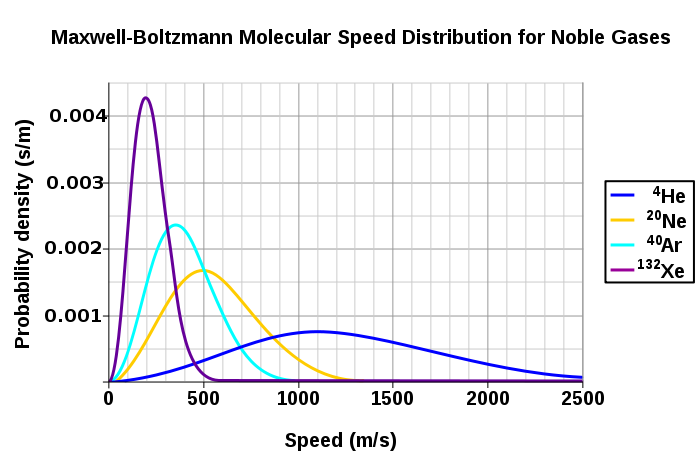 Maxwell-Boltzmann Molecular Speed Distribution for Noble Gases
Probability density (s/m)
0.004
0.003
0.002
0.001
0 500 1000 1500 2000 2500
Speed (m/s)
⁴He
²⁰Ne
⁴⁰Ar
¹³²Xe